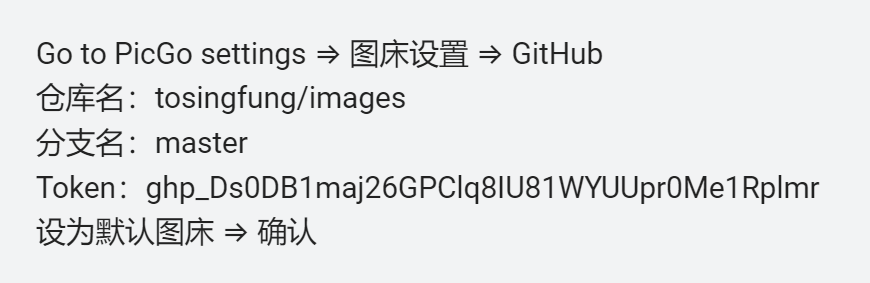 Go to PicGo settings ⇒ 图床设置 ⇒ GitHub
仓库名：tosingfung/images
分支名：master
Token：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
设为默认图床 ⇒ 确认